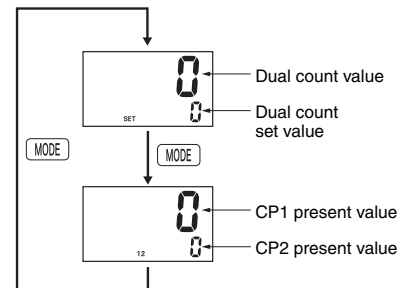 0
Dual count value
SET
0
Dual count
set value
MODE
MODE
0
CP1 present value
12
0
CP2 present value